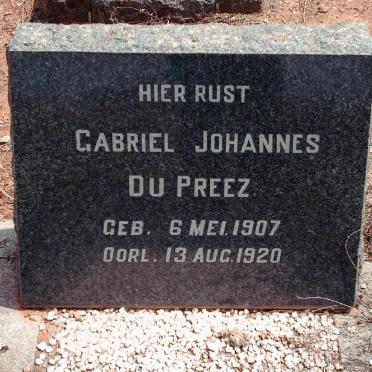 HIER RUST
GABRIEL JOHANNES
DU PREEZ
GEB. 6 MEI.1907
OORL. 13 AUG.1920